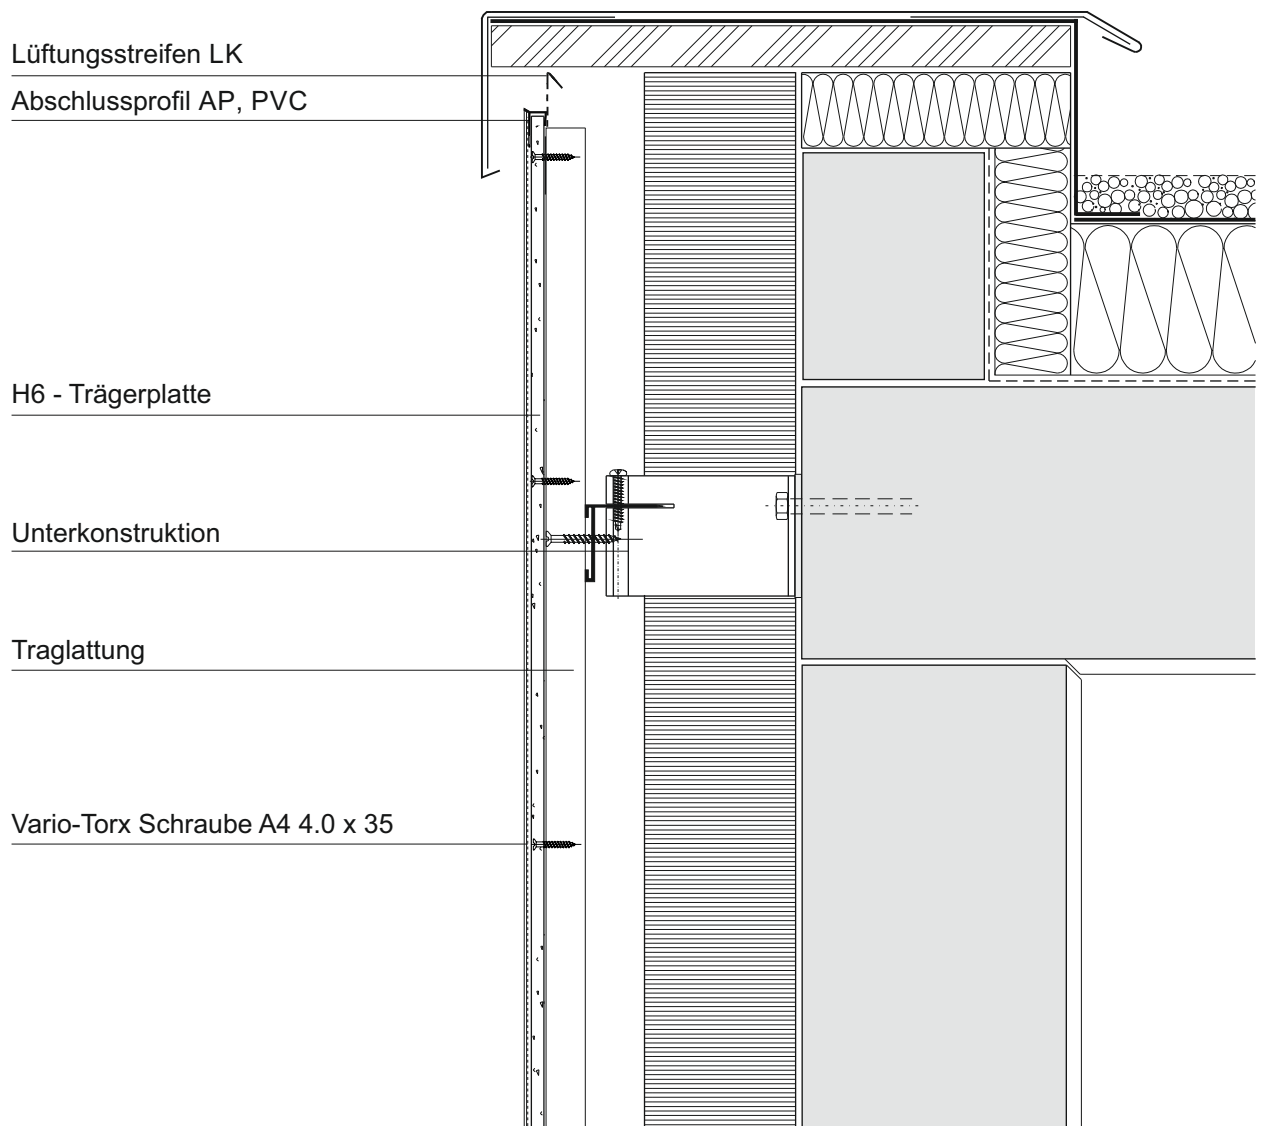 Lüftungsstreifen LK
Abschlussprofil AP, PVC
H6 - Trägerplatte
Unterkonstruktion
Traglattung
Vario-Torx Schraube A4 4.0 x 35